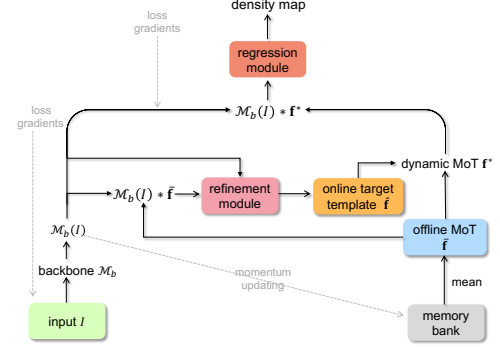 density map
loss
gradients
regression
module
loss
gradients
ℳ_b(I) ∗ 𝐟*
dynamic MoT 𝐟*
ℳ_b(I) ∗ 𝐟̄
refinement
module
online target
template 𝐟̂
ℳ_b(I)
offline MoT
𝐟̄
backbone ℳ_b
momentum
updating
mean
input I
memory
bank